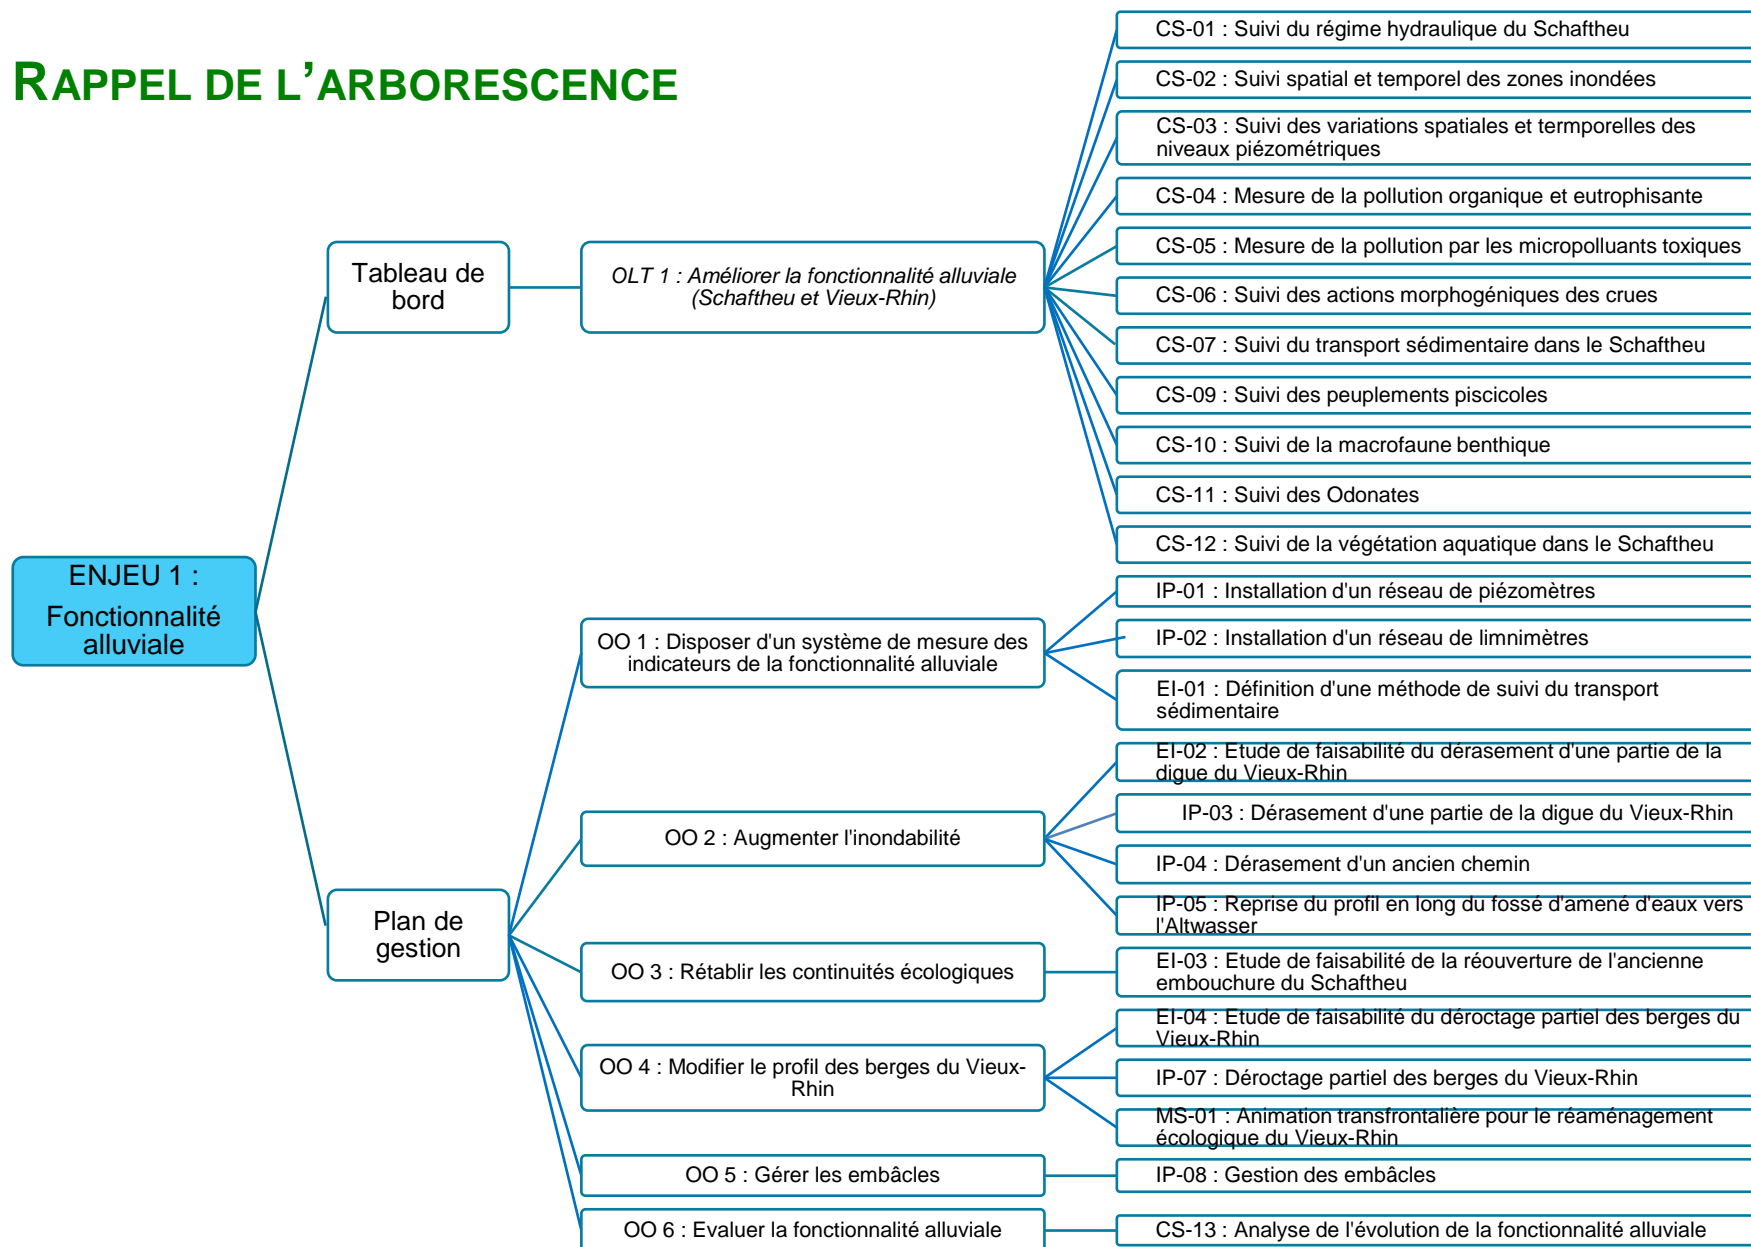 RAPPEL DE L'ARBORESCENCE
ENJEU 1 :
Fonctionnalité
alluviale
Tableau de
bord
OLT 1 : Améliorer la fonctionnalité alluviale
(Schaftheu et Vieux-Rhin)
CS-01 : Suivi du régime hydraulique du Schaftheu
CS-02 : Suivi spatial et temporel des zones inondées
CS-03 : Suivi des variations spatiales et termporelles des
niveaux piézométriques
CS-04 : Mesure de la pollution organique et eutrophisante
CS-05 : Mesure de la pollution par les micropolluants toxiques
CS-06 : Suivi des actions morphogéniques des crues
CS-07 : Suivi du transport sédimentaire dans le Schaftheu
CS-09 : Suivi des peuplements piscicoles
CS-10 : Suivi de la macrofaune benthique
CS-11 : Suivi des Odonates
CS-12 : Suivi de la végétation aquatique dans le Schaftheu
Plan de
gestion
OO 1 : Disposer d'un système de mesure des
indicateurs de la fonctionnalité alluviale
IP-01 : Installation d'un réseau de piézomètres
IP-02 : Installation d'un réseau de limnimètres
EI-01 : Définition d'une méthode de suivi du transport
sédimentaire
OO 2 : Augmenter l'inondabilité
EI-02 : Etude de faisabilité du dérasement d'une partie de la
digue du Vieux-Rhin
IP-03 : Dérasement d'une partie de la digue du Vieux-Rhin
IP-04 : Dérasement d'un ancien chemin
IP-05 : Reprise du profil en long du fossé d'amené d'eaux vers
l'Altwasser
OO 3 : Rétablir les continuités écologiques
EI-03 : Etude de faisabilité de la réouverture de l'ancienne
embouchure du Schaftheu
OO 4 : Modifier le profil des berges du Vieux-
Rhin
EI-04 : Etude de faisabilité du déroctage partiel des berges du
Vieux-Rhin
IP-07 : Déroctage partiel des berges du Vieux-Rhin
MS-01 : Animation transfrontalière pour le réaménagement
écologique du Vieux-Rhin
OO 5 : Gérer les embâcles
IP-08 : Gestion des embâcles
OO 6 : Evaluer la fonctionnalité alluviale
CS-13 : Analyse de l'évolution de la fonctionnalité alluviale